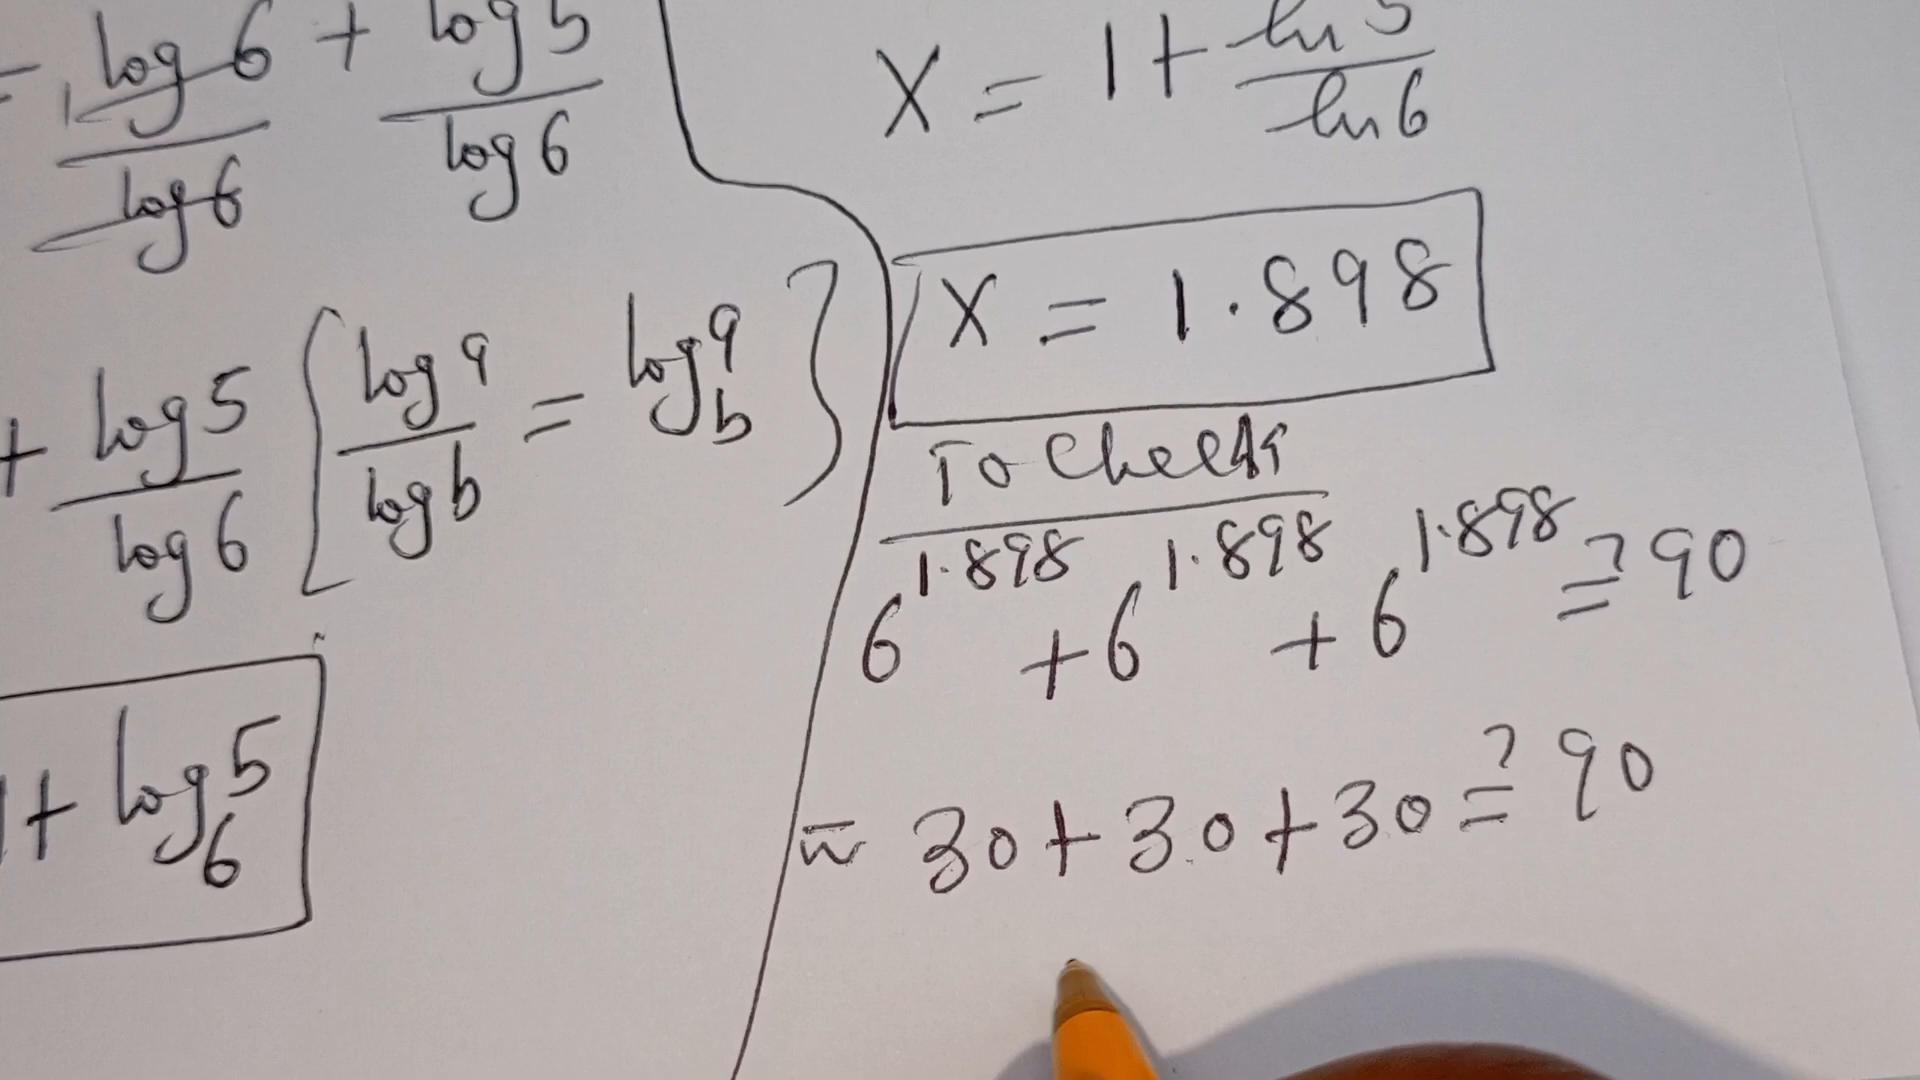 = log 6 / log 6 + log 5 / log 6
+ log 5 / log 6 [ log a / log b = log_b a }
1 + log_6 5
X = 1 + ln 5 / ln 6
X = 1.898
To Check
6^1.898 + 6^1.898 + 6^1.898 =? 90
≈ 30 + 30 + 30 =? 90